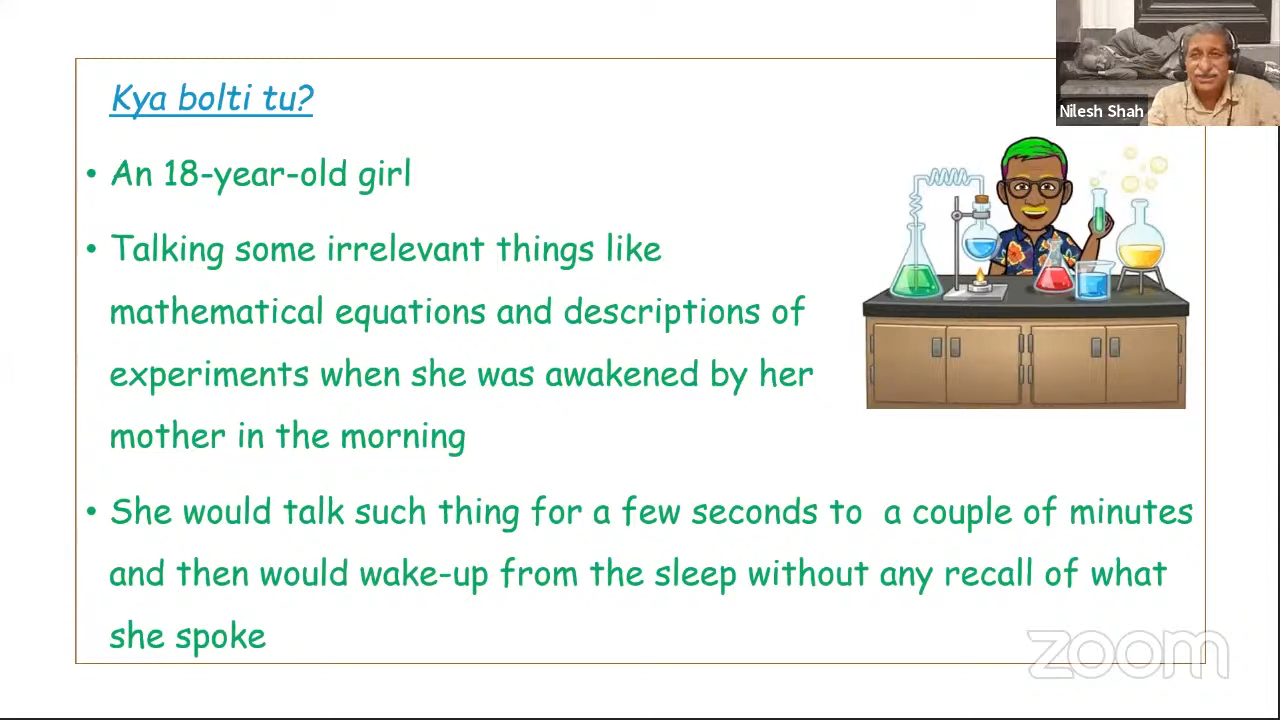 Kya bolti tu?
Nilesh Shah
• An 18-year-old girl
• Talking some irrelevant things like
mathematical equations and descriptions of
experiments when she was awakened by her
mother in the morning
• She would talk such thing for a few seconds to a couple of minutes
and then would wake-up from the sleep without any recall of what
she spoke
zoom